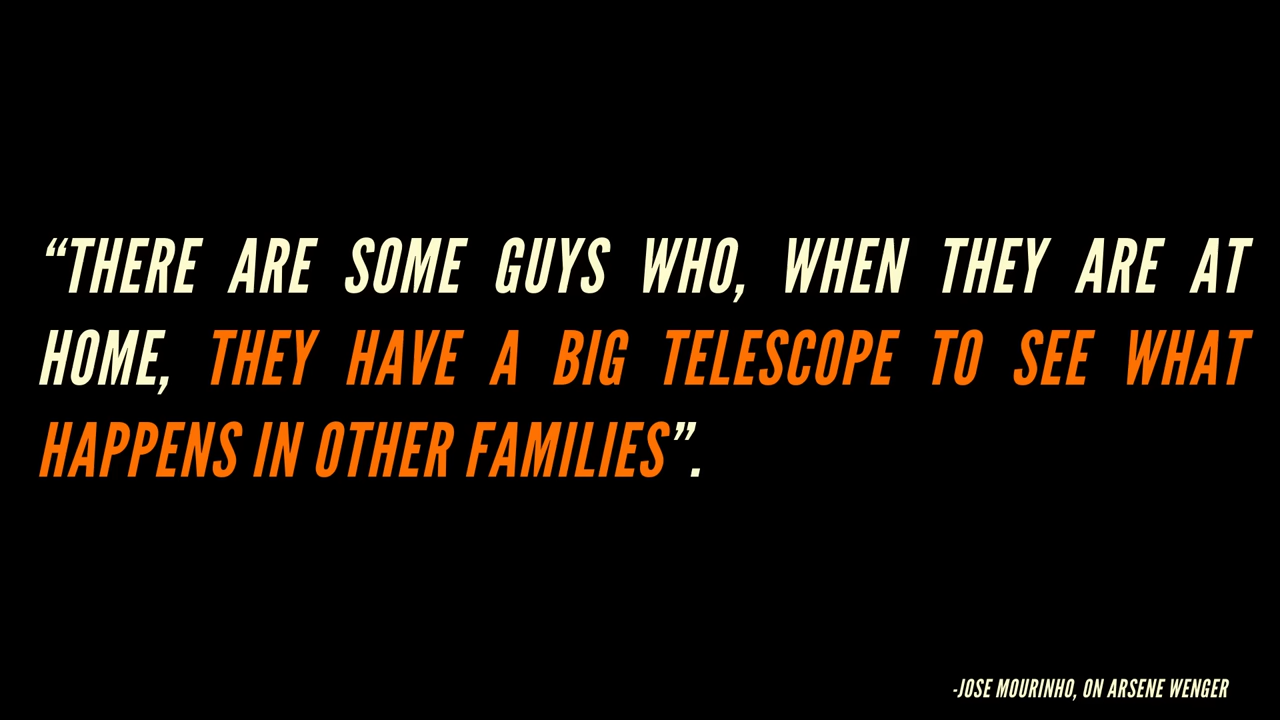 “THERE ARE SOME GUYS WHO, WHEN THEY ARE AT
HOME, THEY HAVE A BIG TELESCOPE TO SEE WHAT
HAPPENS IN OTHER FAMILIES”.
-JOSE MOURINHO, ON ARSENE WENGER